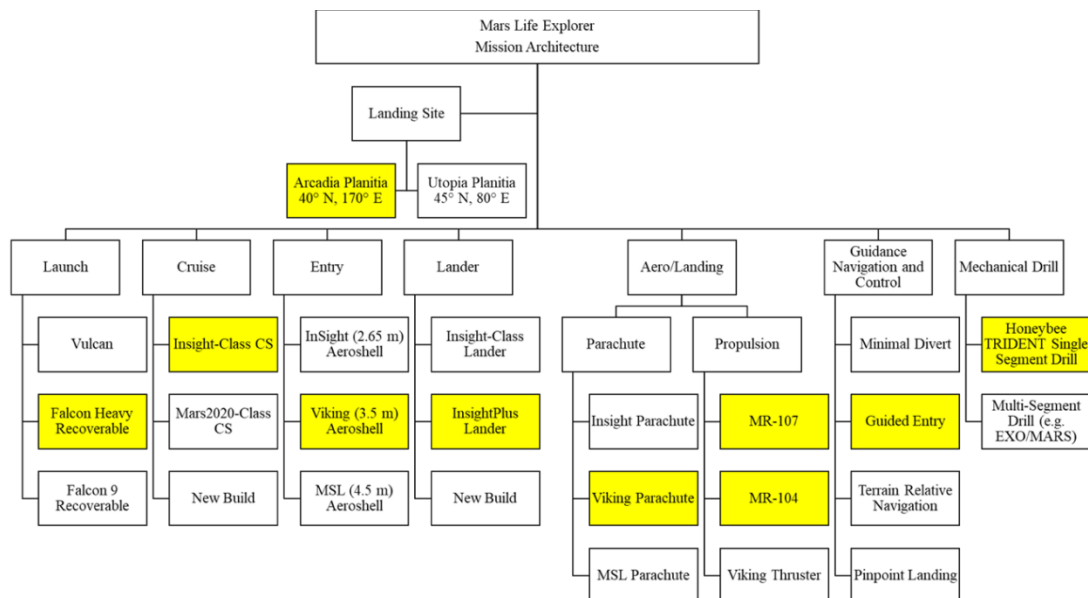 Mars Life Explorer
Mission Architecture
Landing Site
Arcadia Planitia
40° N, 170° E
Utopia Planitia
45° N, 80° E
Launch
Cruise
Entry
Lander
Aero/Landing
Guidance
Navigation and
Control
Mechanical Drill
Vulcan
Falcon Heavy
Recoverable
Falcon 9
Recoverable
Insight-Class CS
Mars2020-Class
CS
New Build
InSight (2.65 m)
Aeroshell
Viking (3.5 m)
Aeroshell
MSL (4.5 m)
Aeroshell
Insight-Class
Lander
InsightPlus
Lander
New Build
Parachute
Insight Parachute
Viking Parachute
MSL Parachute
Propulsion
MR-107
MR-104
Viking Thruster
Minimal Divert
Guided Entry
Terrain Relative
Navigation
Pinpoint Landing
Honeybee
TRIDENT Single
Segment Drill
Multi-Segment
Drill (e.g.
EXO/MARS)